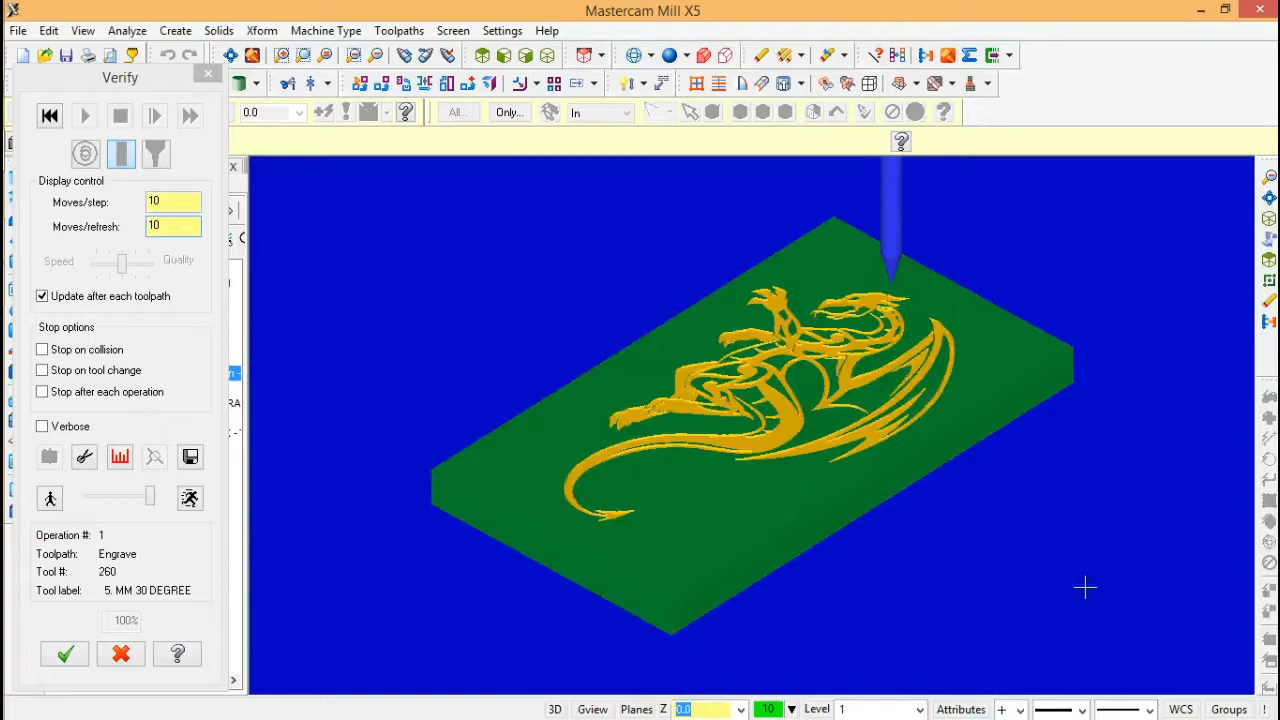 Mastercam Mill X5
File Edit View Analyze Create Solids Xform Machine Type Toolpaths Screen Settings Help
Verify
0.0 All... Only... In
Display control
Moves/step: 10
Moves/refresh: 10
Speed Quality
Update after each toolpath
Stop options
Stop on collision
Stop on tool change
Stop after each operation
Verbose
Operation #: 1
Toolpath: Engrave
Tool #: 260
Tool label: 5. MM 30 DEGREE
100%
3D Gview Planes Z 0.0 10 Level 1 Attributes WCS Groups